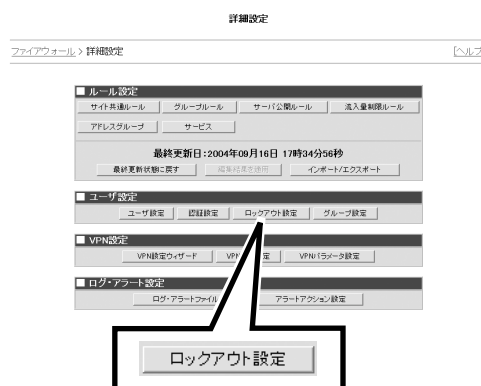 詳細設定
ファイアウォール > 詳細設定 [ヘルプ
■ ルール設定
サイト共通ルール グループルール サーバ公開ルール 流入量制限ルール
アドレスグループ サービス
最終更新日:2004年09月16日 17時34分56秒
最終更新状態に戻す 編集結果を適用 インポート/エクスポート
■ ユーザ設定
ユーザ設定 認証設定 ロックアウト設定 グループ設定
■ VPN設定
VPN設定ウィザード VPN 定 VPNパラメータ設定
■ ログ・アラート設定
ログ・アラートファイル アラートアクション設定
ロックアウト設定